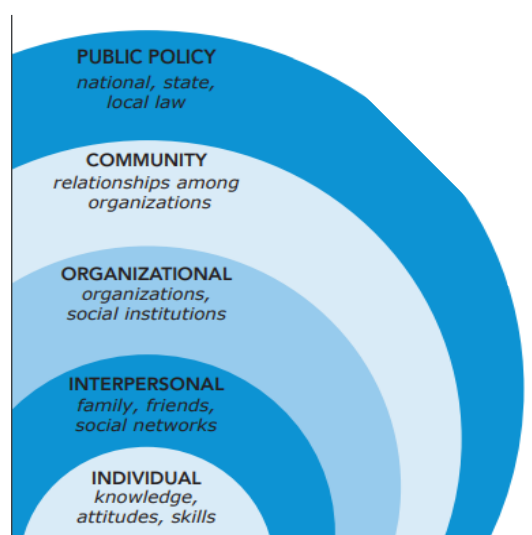 PUBLIC POLICY
national, state,
local law
COMMUNITY
relationships among
organizations
ORGANIZATIONAL
organizations,
social institutions
INTERPERSONAL
family, friends,
social networks
INDIVIDUAL
knowledge,
attitudes, skills